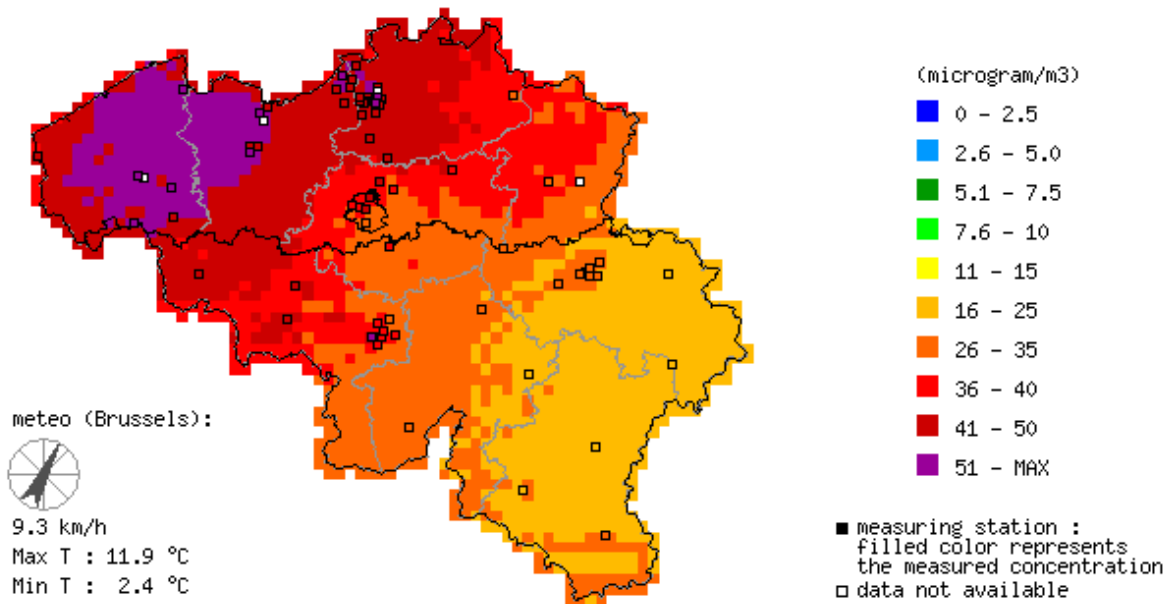 (microgram/m3)
0 - 2.5
2.6 - 5.0
5.1 - 7.5
7.6 - 10
11 - 15
16 - 25
26 - 35
36 - 40
41 - 50
51 - MAX
meteo (Brussels):
9.3 km/h
Max T : 11.9 °C
Min T : 2.4 °C
measuring station :
filled color represents
the measured concentration
data not available